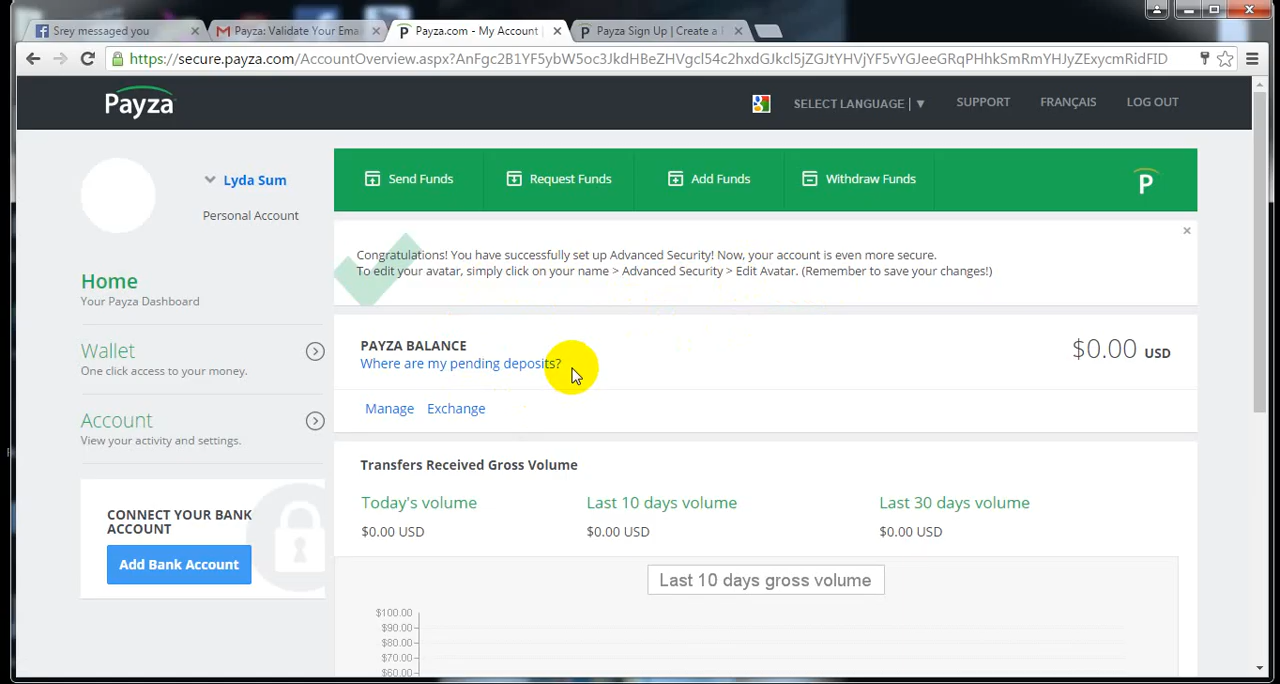 Srey messaged you
Payza: Validate Your Ema
Payza.com - My Account
Payza Sign Up | Create a
https://secure.payza.com/AccountOverview.aspx?AnFgc2B1YF5ybW5oc3JkdHBeZHVgcl54c2hxdGJkcl5jZGJtYHVjYF5vYGJeeGRqPHhkSmRmYHJyZExycmRidFID
Payza
SELECT LANGUAGE | ▼
SUPPORT
FRANÇAIS
LOG OUT
Lyda Sum
Personal Account
Send Funds
Request Funds
Add Funds
Withdraw Funds
P
Congratulations! You have successfully set up Advanced Security! Now, your account is even more secure.
To edit your avatar, simply click on your name > Advanced Security > Edit Avatar. (Remember to save your changes!)
Home
Your Payza Dashboard
Wallet
One click access to your money.
Account
View your activity and settings.
CONNECT YOUR BANK
ACCOUNT
Add Bank Account
PAYZA BALANCE
Where are my pending deposits?
$0.00 USD
Manage Exchange
Transfers Received Gross Volume
Today's volume
Last 10 days volume
Last 30 days volume
$0.00 USD
$0.00 USD
$0.00 USD
Last 10 days gross volume
$100.00
$90.00
$80.00
$70.00
$60.00